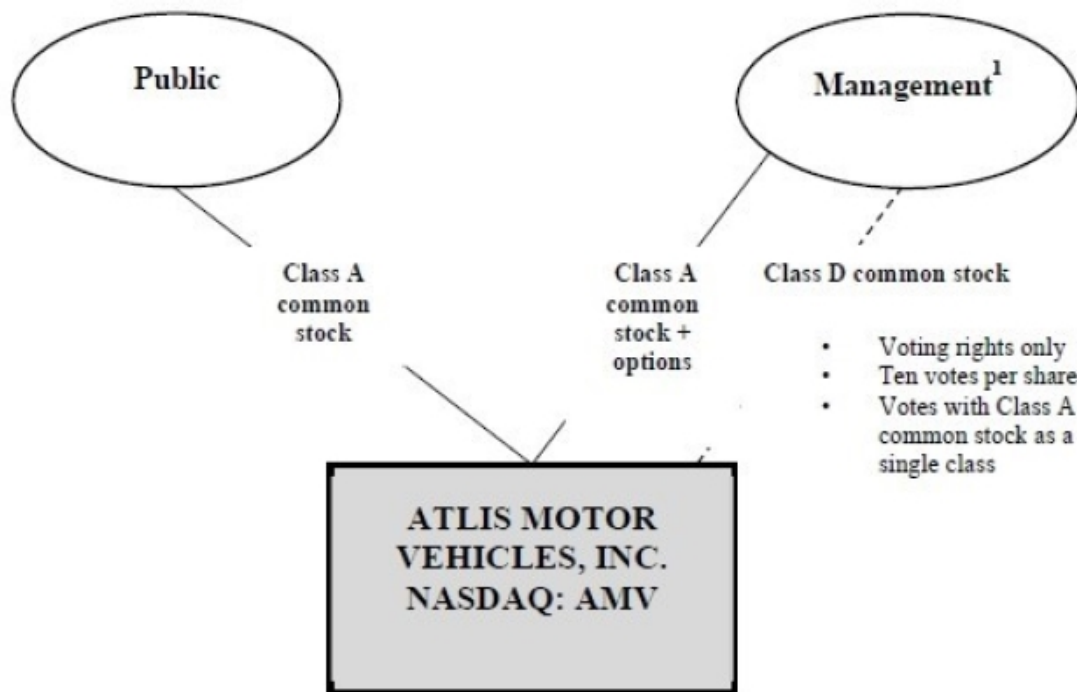 Public
Management¹
Class A
common
stock
Class A
common
stock +
options
Class D common stock
• Voting rights only
• Ten votes per share
• Votes with Class A
common stock as a
single class
ATLIS MOTOR
VEHICLES, INC.
NASDAQ: AMV